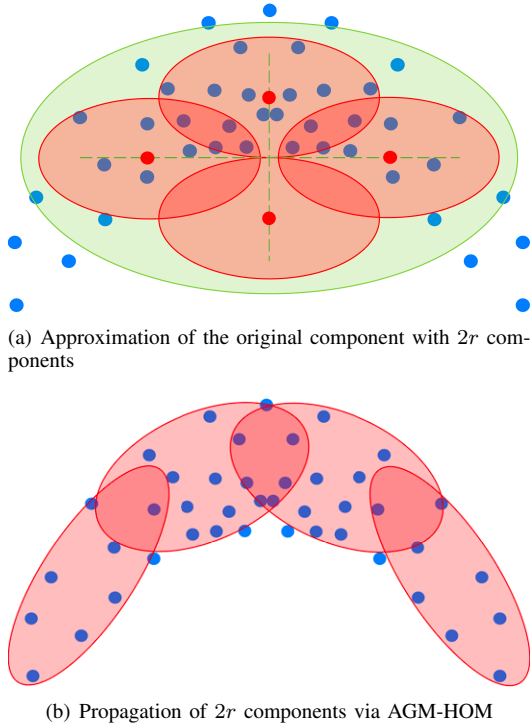 (a) Approximation of the original component with 2r com-
ponents
(b) Propagation of 2r components via AGM-HOM